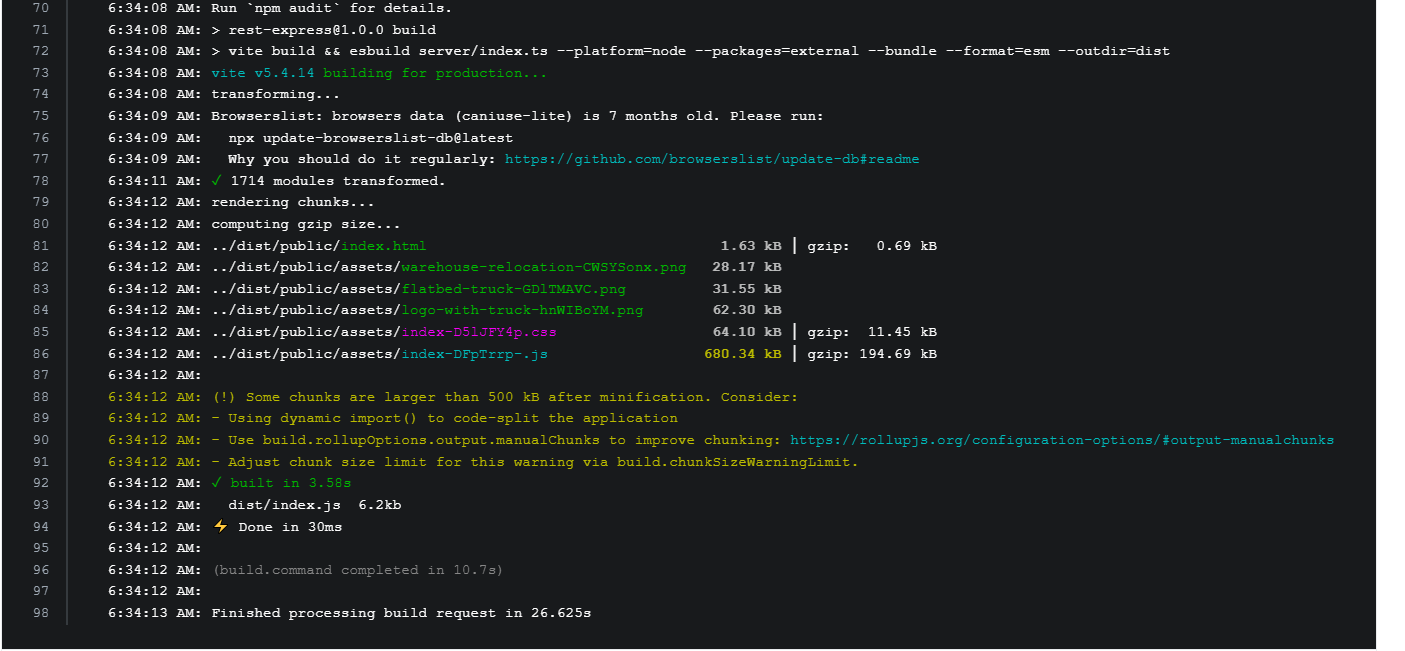 70 6:34:08 AM: Run `npm audit` for details.
71 6:34:08 AM: > rest-express@1.0.0 build
72 6:34:08 AM: > vite build && esbuild server/index.ts --platform=node --packages=external --bundle --format=esm --outdir=dist
73 6:34:08 AM: vite v5.4.14 building for production...
74 6:34:08 AM: transforming...
75 6:34:09 AM: Browserslist: browsers data (caniuse-lite) is 7 months old. Please run:
76 6:34:09 AM:   npx update-browserslist-db@latest
77 6:34:09 AM:   Why you should do it regularly: https://github.com/browserslist/update-db#readme
78 6:34:11 AM: ✓ 1714 modules transformed.
79 6:34:12 AM: rendering chunks...
80 6:34:12 AM: computing gzip size...
81 6:34:12 AM: ../dist/public/index.html 1.63 kB │ gzip: 0.69 kB
82 6:34:12 AM: ../dist/public/assets/warehouse-relocation-CWSYSonx.png 28.17 kB
83 6:34:12 AM: ../dist/public/assets/flatbed-truck-GDlTMAVC.png 31.55 kB
84 6:34:12 AM: ../dist/public/assets/logo-with-truck-hnWIBoYM.png 62.30 kB
85 6:34:12 AM: ../dist/public/assets/index-D5lJFY4p.css 64.10 kB │ gzip: 11.45 kB
86 6:34:12 AM: ../dist/public/assets/index-DFpTrrp-.js 680.34 kB │ gzip: 194.69 kB
87 6:34:12 AM:
88 6:34:12 AM: (!) Some chunks are larger than 500 kB after minification. Consider:
89 6:34:12 AM: - Using dynamic import() to code-split the application
90 6:34:12 AM: - Use build.rollupOptions.output.manualChunks to improve chunking: https://rollupjs.org/configuration-options/#output-manualchunks
91 6:34:12 AM: - Adjust chunk size limit for this warning via build.chunkSizeWarningLimit.
92 6:34:12 AM: ✓ built in 3.58s
93 6:34:12 AM:   dist/index.js  6.2kb
94 6:34:12 AM: ⚡ Done in 30ms
95 6:34:12 AM:
96 6:34:12 AM: (build.command completed in 10.7s)
97 6:34:12 AM:
98 6:34:13 AM: Finished processing build request in 26.625s